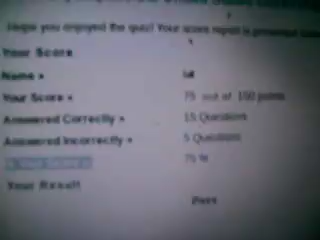 I hope you enjoyed the quiz! Your score report is presented
Your Score
Name
Your Score 75 out of 100 points
Answered Correctly 15 Questions
Answered Incorrectly 5 Questions
75 %
Your Result
Pass